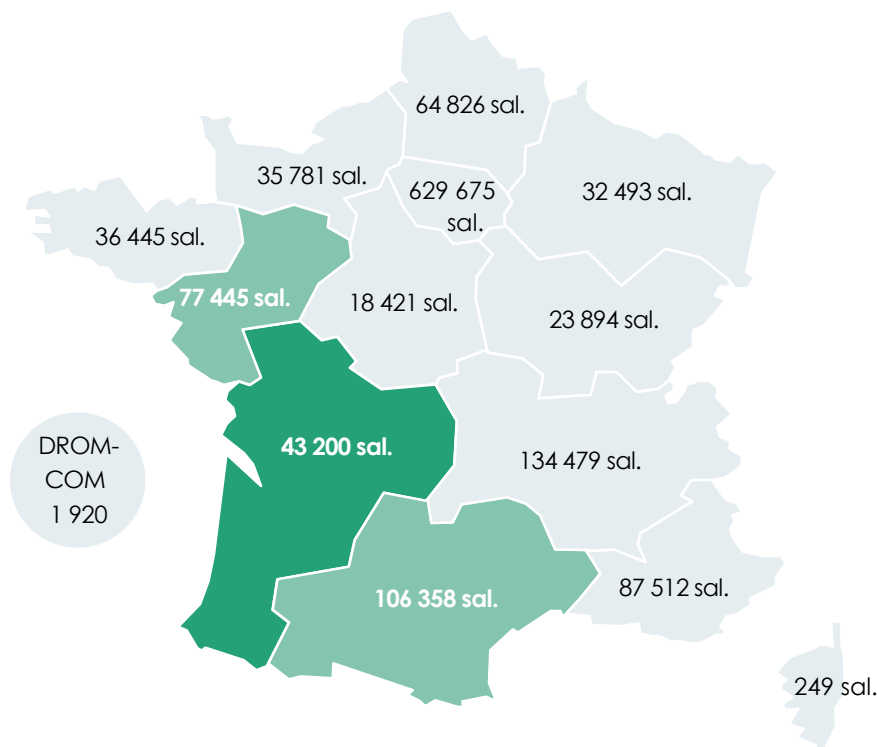 64 826 sal.
35 781 sal.
629 675
sal.
32 493 sal.
36 445 sal.
77 445 sal.
18 421 sal.
23 894 sal.
43 200 sal.
DROM-
COM
1 920
134 479 sal.
87 512 sal.
106 358 sal.
249 sal.